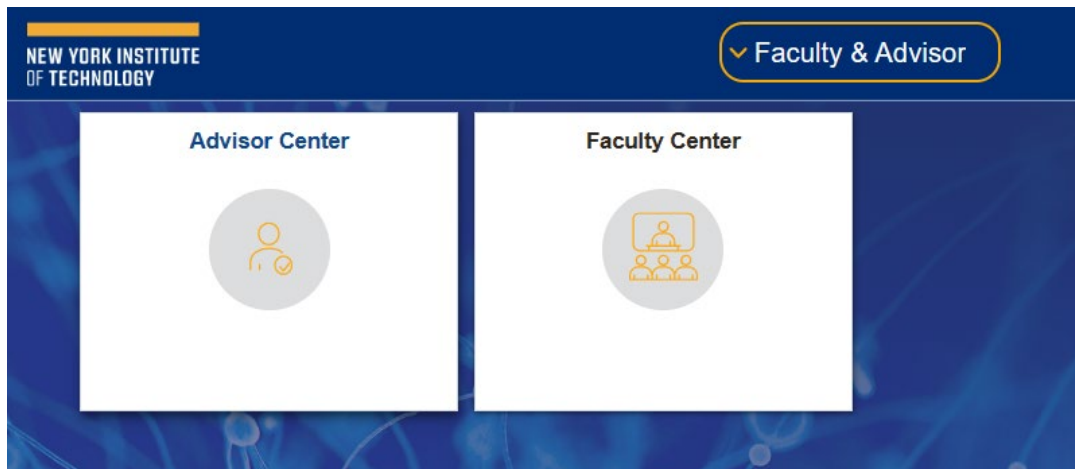 NEW YORK INSTITUTE
OF TECHNOLOGY
Faculty & Advisor
Advisor Center
Faculty Center